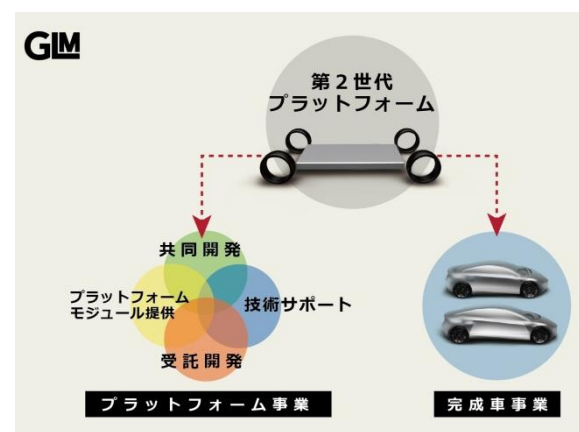 GLM
第2世代
プラットフォーム
共同開発
プラットフォーム
モジュール提供
技術サポート
受託開発
プラットフォーム事業
完成車事業